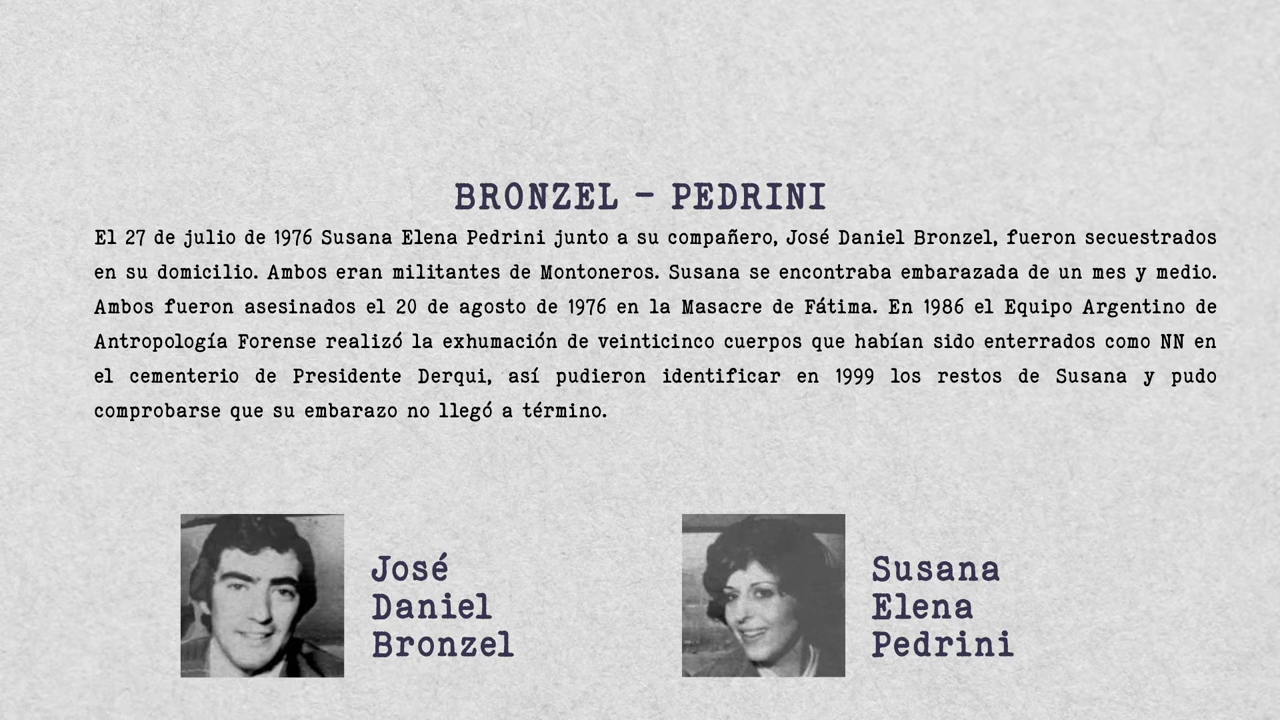 BRONZEL – PEDRINI
El 27 de julio de 1976 Susana Elena Pedrini junto a su compañero, José Daniel Bronzel, fueron secuestrados
en su domicilio. Ambos eran militantes de Montoneros. Susana se encontraba embarazada de un mes y medio.
Ambos fueron asesinados el 20 de agosto de 1976 en la Masacre de Fátima. En 1986 el Equipo Argentino de
Antropología Forense realizó la exhumación de veinticinco cuerpos que habían sido enterrados como NN en
el cementerio de Presidente Derqui, así pudieron identificar en 1999 los restos de Susana y pudo
comprobarse que su embarazo no llegó a término.
José
Daniel
Bronzel
Susana
Elena
Pedrini